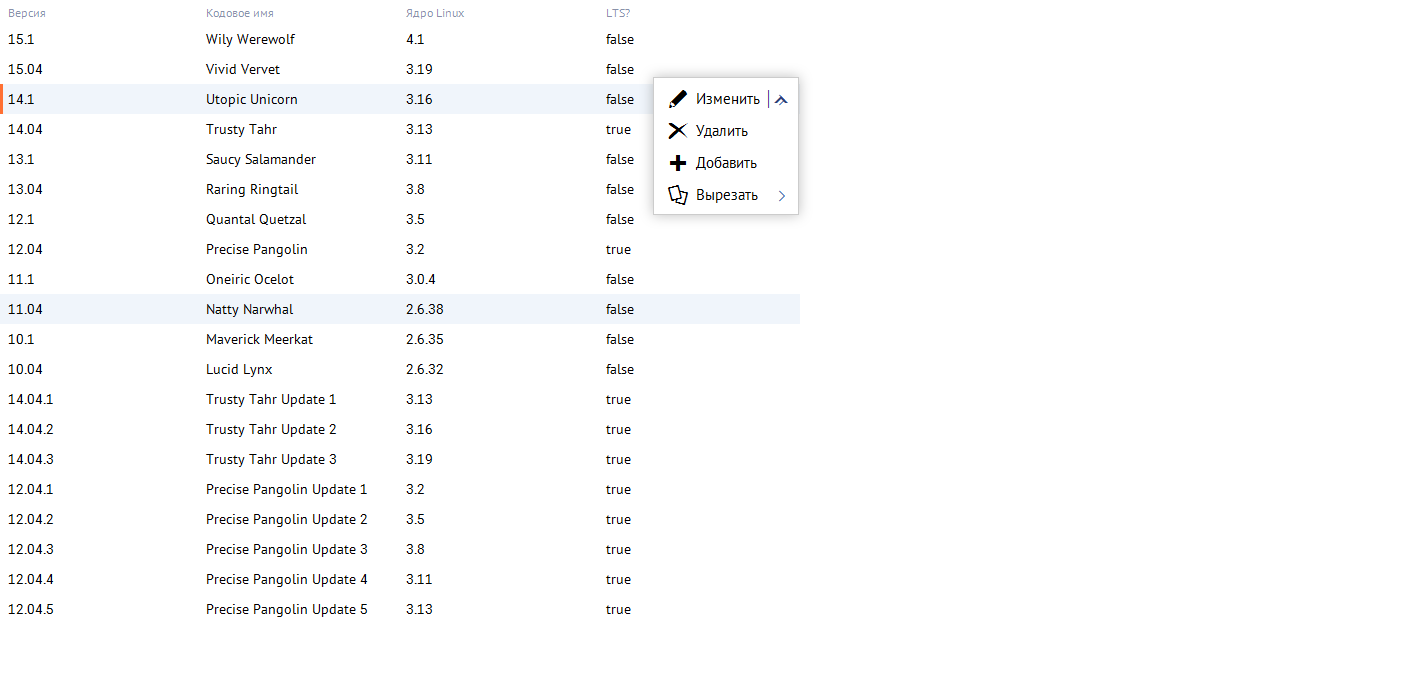 Версия Кодовое имя Ядро Linux LTS?
15.1 Wily Werewolf 4.1 false
15.04 Vivid Vervet 3.19 false
14.1 Utopic Unicorn 3.16 false Изменить
14.04 Trusty Tahr 3.13 true Удалить
13.1 Saucy Salamander 3.11 false Добавить
13.04 Raring Ringtail 3.8 false Вырезать
12.1 Quantal Quetzal 3.5 false
12.04 Precise Pangolin 3.2 true
11.1 Oneiric Ocelot 3.0.4 false
11.04 Natty Narwhal 2.6.38 false
10.1 Maverick Meerkat 2.6.35 false
10.04 Lucid Lynx 2.6.32 false
14.04.1 Trusty Tahr Update 1 3.13 true
14.04.2 Trusty Tahr Update 2 3.16 true
14.04.3 Trusty Tahr Update 3 3.19 true
12.04.1 Precise Pangolin Update 1 3.2 true
12.04.2 Precise Pangolin Update 2 3.5 true
12.04.3 Precise Pangolin Update 3 3.8 true
12.04.4 Precise Pangolin Update 4 3.11 true
12.04.5 Precise Pangolin Update 5 3.13 true